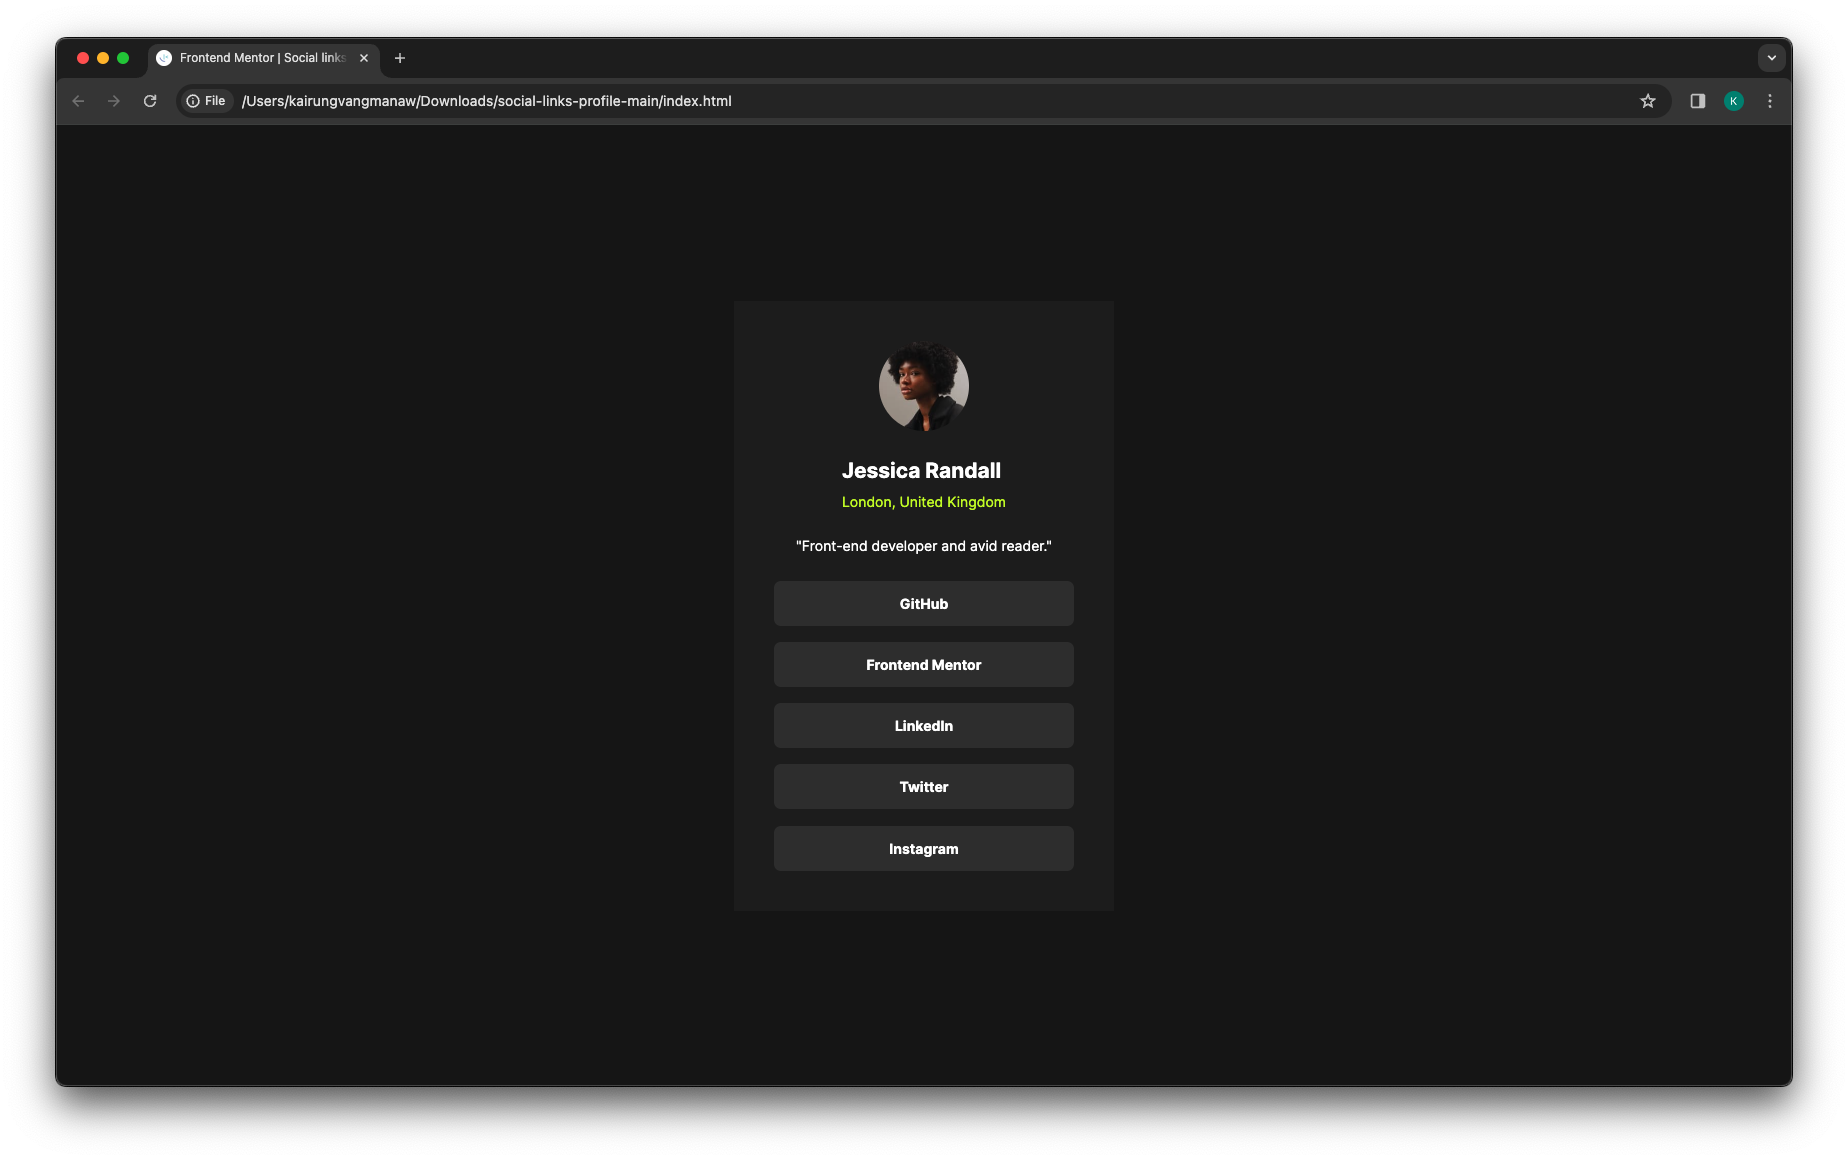 Frontend Mentor | Social links
File /Users/kairungvangmanaw/Downloads/social-links-profile-main/index.html
K
Jessica Randall
London, United Kingdom
"Front-end developer and avid reader."
GitHub
Frontend Mentor
LinkedIn
Twitter
Instagram